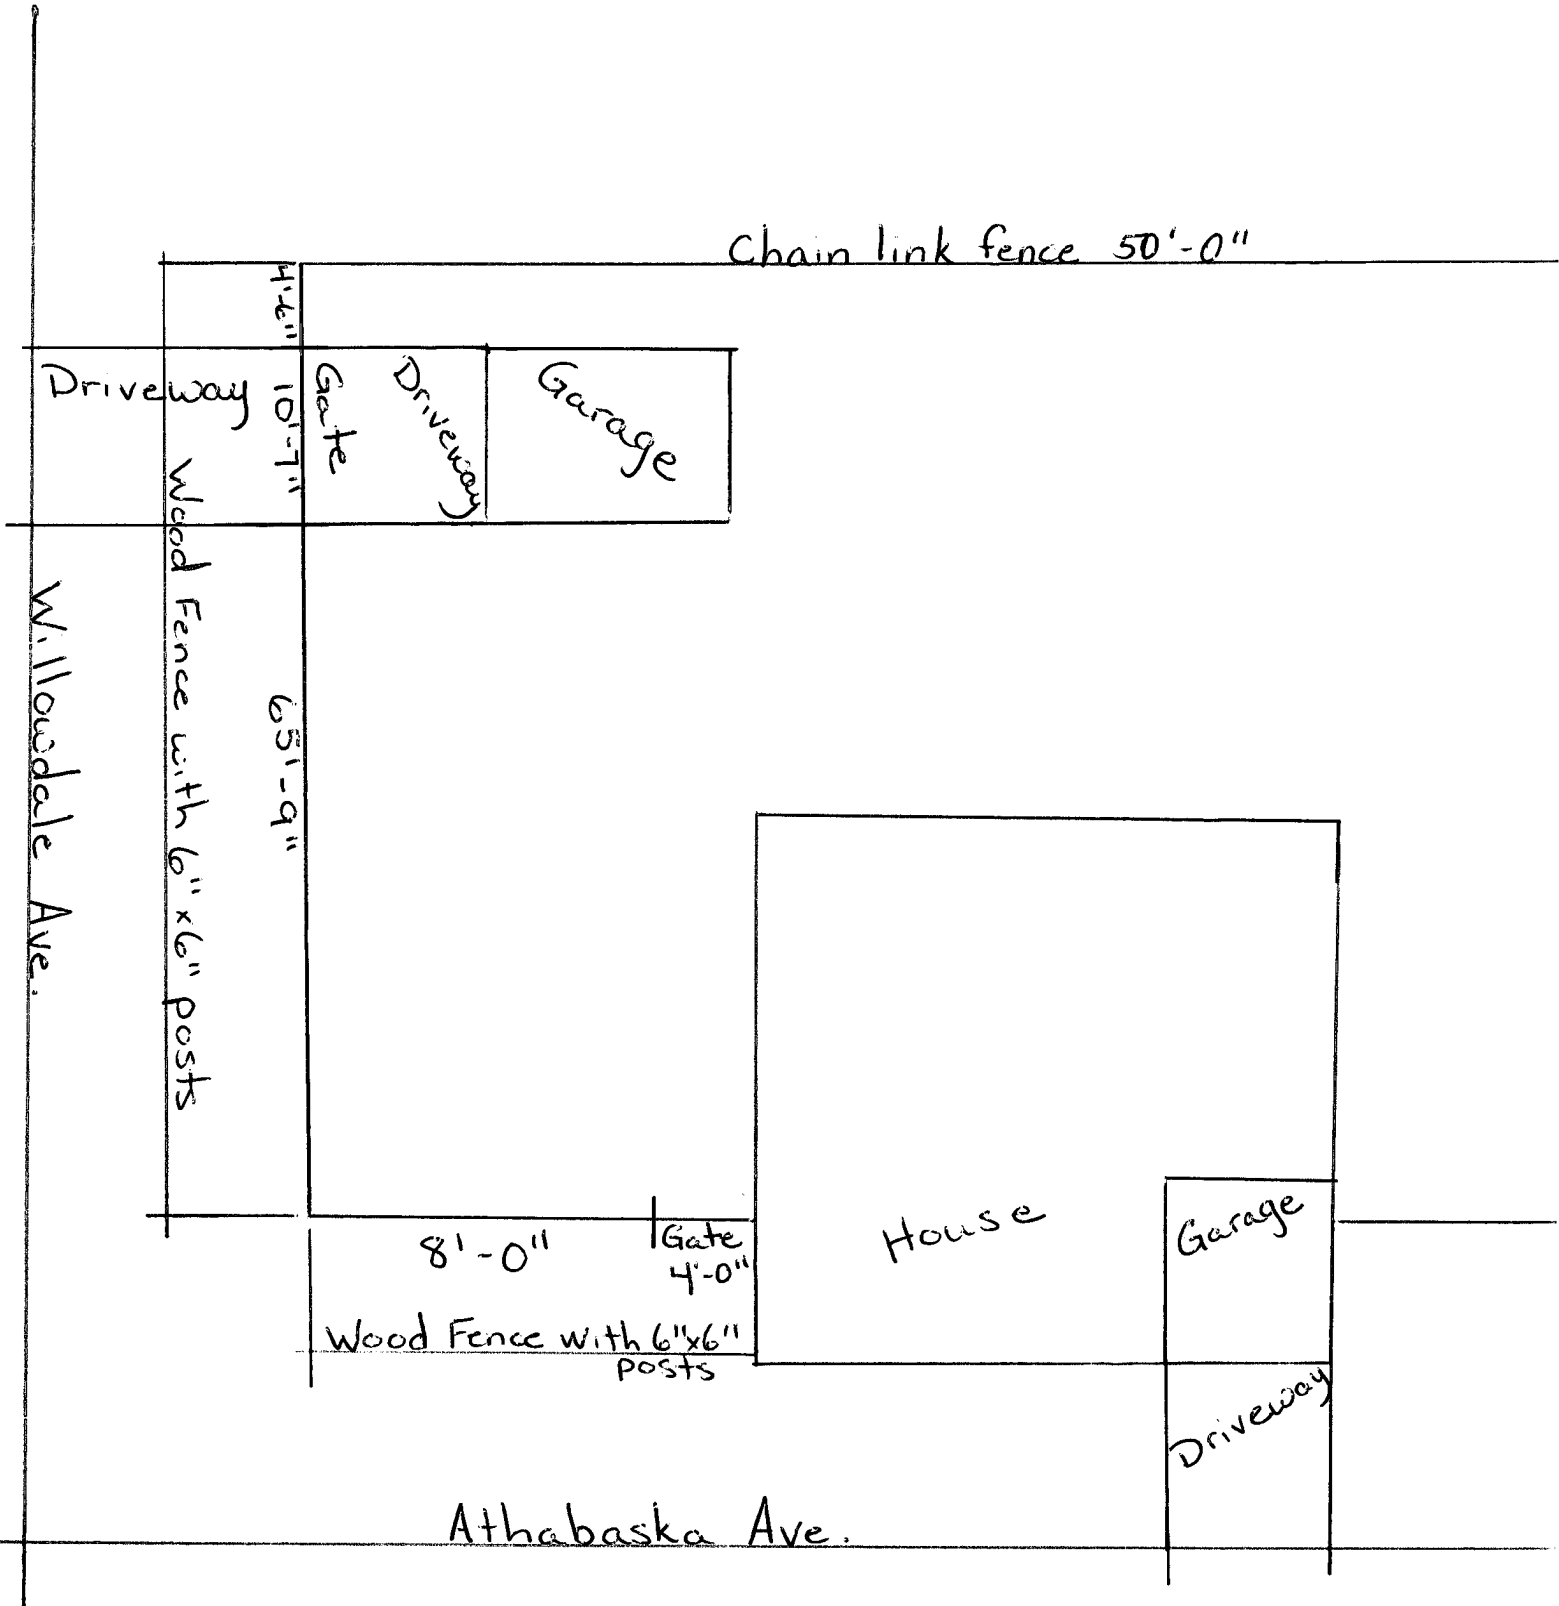 Chain link fence 50'-0"
4'-6"
Driveway
10'-7"
Gate
Driveway
Garage
Wood Fence with 6"x6" posts
Willowdale Ave.
65'-9"
House
Garage
8'-0"
Gate
4'-0"
Wood Fence with 6"x6"
posts
Driveway
Athabaska Ave.